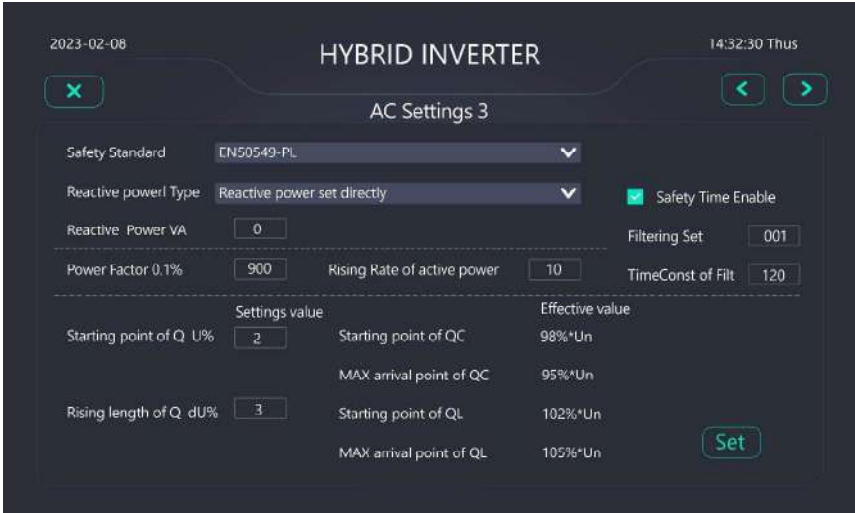 2023-02-08
14:32:30 Thus
HYBRID INVERTER
AC Settings 3
Safety Standard EN50549-PL
Reactive powerl Type Reactive power set directly
Safety Time Enable
Reactive Power VA 0
Filtering Set 001
Power Factor 0.1% 900 Rising Rate of active power 10
TimeConst of Filt 120
Settings value Effective value
Starting point of Q U% 2 Starting point of QC 98%*Un
MAX arrival point of QC 95%*Un
Rising length of Q dU% 3 Starting point of QL 102%*Un
MAX arrival point of QL 105%*Un
Set